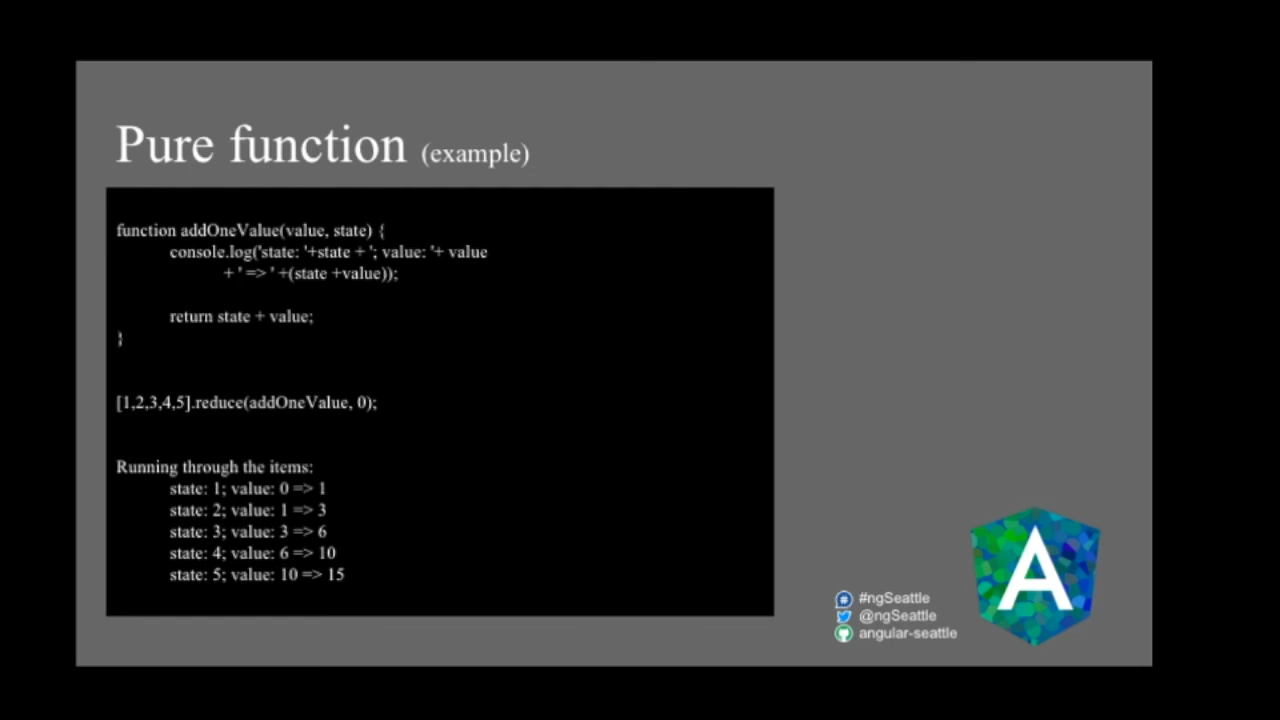 Pure function (example)
function addOneValue(value, state) {
console.log('state: '+state + '; value: '+ value
+ ' => ' +(state +value));
return state + value;
}
[1,2,3,4,5].reduce(addOneValue, 0);
Running through the items:
state: 1; value: 0 => 1
state: 2; value: 1 => 3
state: 3; value: 3 => 6
state: 4; value: 6 => 10
state: 5; value: 10 => 15
#ngSeattle
@ngSeattle
angular-seattle
A